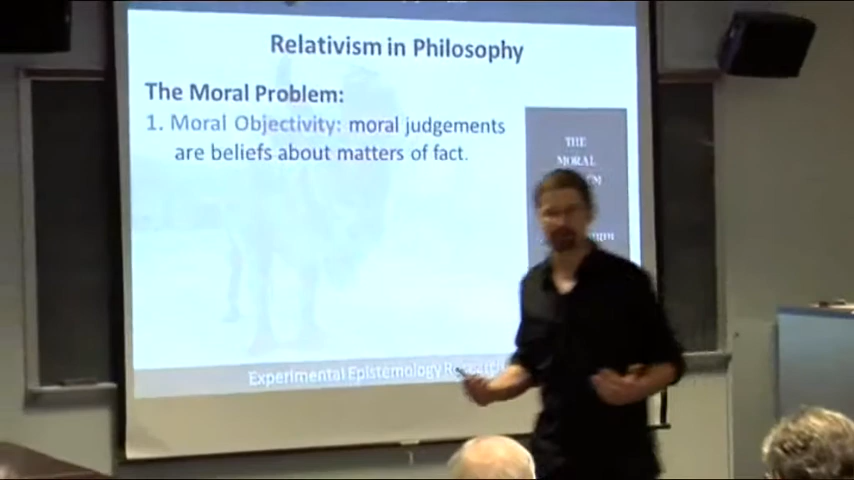 Relativism in Philosophy
The Moral Problem:
1. Moral Objectivity: moral judgements
are beliefs about matters of fact.
THE
MORAL
Experimental Epistemology